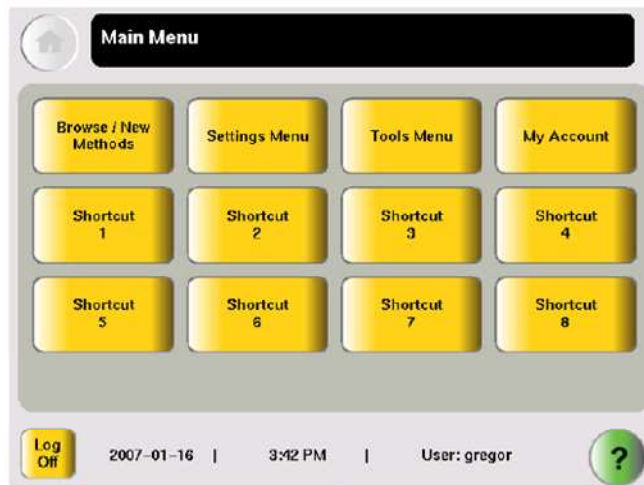 Main Menu
Browse / New
Methods
Settings Menu
Tools Menu
My Account
Shortcut
1
Shortcut
2
Shortcut
3
Shortcut
4
Shortcut
5
Shortcut
6
Shortcut
7
Shortcut
8
Log
Off
2007-01-16 | 3:42 PM | User: gregor
?